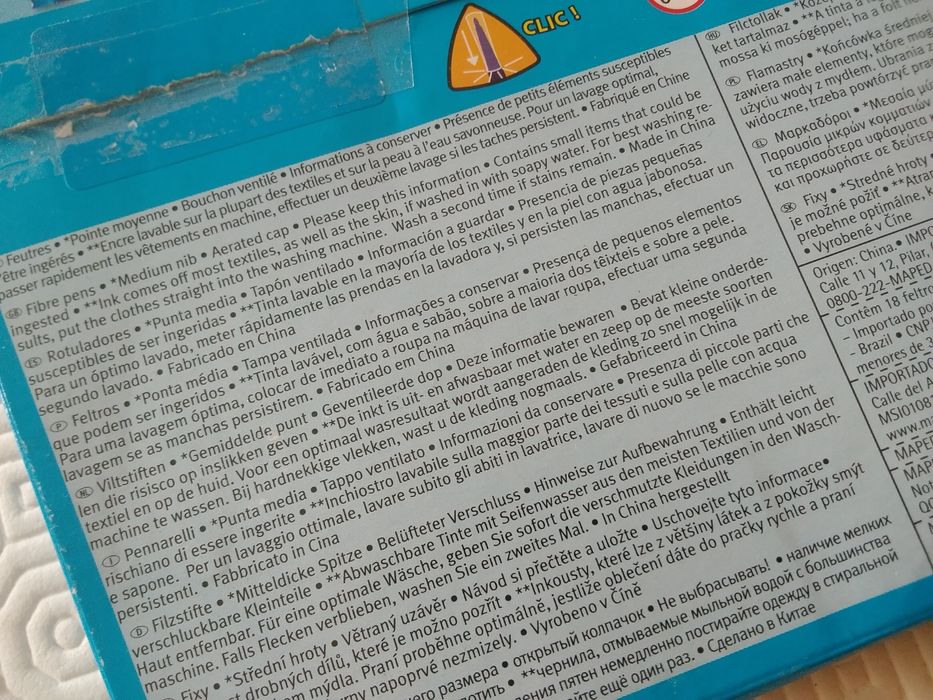 CLIC !
Feutres • *Pointe moyenne • Bouchon ventilé • Informations à conserver • Présence de petits éléments susceptibles
être ingérés • **Encre lavable sur la plupart des textiles et sur la peau à l'eau savonneuse. Pour un lavage optimal,
passer rapidement les vêtements en machine, effectuer un deuxième lavage si les taches persistent. • Fabriqué en Chine
GB Fibre pens • *Medium nib • Aerated cap • Please keep this information • Contains small items that could be
ingested • **Ink comes off most textiles, as well as the skin, if washed in with soapy water. For best washing re-
sults, put the clothes straight into the washing machine. Wash a second time if stains remain. • Made in China
ES Rotuladores • *Punta media • Tapón ventilado • Información a guardar • Presencia de piezas pequeñas
susceptibles de ser ingeridas • **Tinta lavable en la mayoría de los textiles y en la piel con agua jabonosa.
Para un óptimo lavado, meter rápidamente las prendas en la lavadora y, si persisten las manchas, efectuar un
segundo lavado. • Fabricado en China
P Feltros • *Ponta média • Tampa ventilada • Informações a conservar • Presença de pequenos elementos
que podem ser ingeridos • **Tinta lavável, com água e sabão, sobre a maioria dos têixteis e sobre a pele.
Para uma lavagem óptima, colocar de imediato a roupa na máquina de lavar roupa, efectuar uma segunda
lavagem se as manchas persistirem. • Fabricado em China
NL Viltstiften • *Gemiddelde punt • Geventileerde dop • Deze informatie bewaren • Bevat kleine onderde-
len die risisco op inslikken geven • **De inkt is uit- en afwasbaar met water en zeep op de meeste soorten
textiel en op de huid. Voor een optimaal wasresultaat wordt aangeraden de kleding zo snel mogelijk in de
machine te wassen. Bij hardnekkige vlekken, wast u de kleding nogmaals. • Gefabriceerd in China
I Pennarelli • *Punta media • Tappo ventilato • Informazioni da conservare • Presenza di piccole parti che
rischiano di essere ingerite • **Inchiostro lavabile sulla maggior parte dei tessuti e sulla pelle con acqua
e sapone. Per un lavaggio ottimale, lavare subito gli abiti in lavatrice, lavare di nuovo se le macchie sono
persistenti. • Fabbricato in Cina
D Filzstifte • *Mitteldicke Spitze • Belüfteter Verschluss • Hinweise zur Aufbewahrung • Enthält leicht
verschluckbare Kleinteile • **Abwaschbare Tinte mit Seifenwasser aus den meisten Textilien und von der
Haut entfernbar. Für eine optimale Wäsche, geben Sie sofort die verschmutzte Kleidungen in den Wasch-
maschine. Falls Flecken verblieben, washen Sie ein zweites Mal. • In China hergestellt
Fixy • *Střední hroty • Větraný uzávěr • Návod si přečtěte a uložte • Uschovejte tyto informace•
drobných dílů, které je možno pozřít • **Inkousty, které lze z většiny látek a z pokožky smýt
mýdla. Praní proběhne optimálně, jestliže oblečení dáte do pračky rychle a praní
napoprvé nezmizely. • Vyrobeno v Číně
размера • открытый колпачок • Не выбрасывать! • наличие мелких
• **чернила, отмываемые мыльной водой с большинства
пятен немедленно постирайте одежду в стиральной
ещё один раз. • Сделано в Китае
HU Filctollak •
ket tartalmaz • **A tinta a
mossa ki mosógéppel; ha a folt
PL Flamastry • *Końcówka średniej
zawiera małe elementy, które mogą
użyciu wody z mydłem. Ubrania
widoczne, trzeba powtórzyć
EL Μαρκαδόροι • *Μεσαία
Παρουσία μικρών κομματιών
τα περισσότερα υφάσματα
και προχωρήστε σε
SK Fixy • *Stredné hroty •
je možné požiť • **
prebehne optimálne,
• Vyrobené v Číne
Origen: China. •
Calle 11 y 12, Pilar,
0800-222-MAPED
Contém 18
- Importado por
- Brazil • CNPJ
menores de 3
Calle del